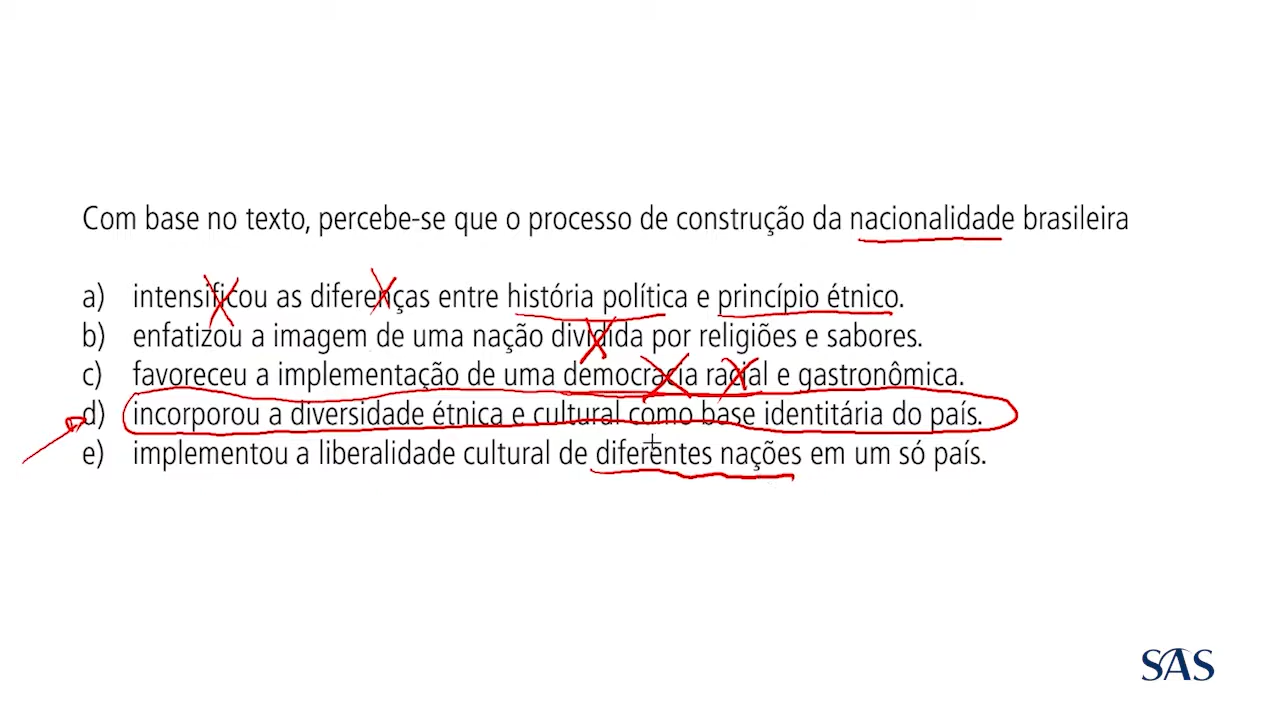 Com base no texto, percebe-se que o processo de construção da nacionalidade brasileira
a) intensificou as diferenças entre história política e princípio étnico.
b) enfatizou a imagem de uma nação dividida por religiões e sabores.
c) favoreceu a implementação de uma democracia racial e gastronômica.
d) incorporou a diversidade étnica e cultural como base identitária do país.
e) implementou a liberalidade cultural de diferentes nações em um só país.
SAS